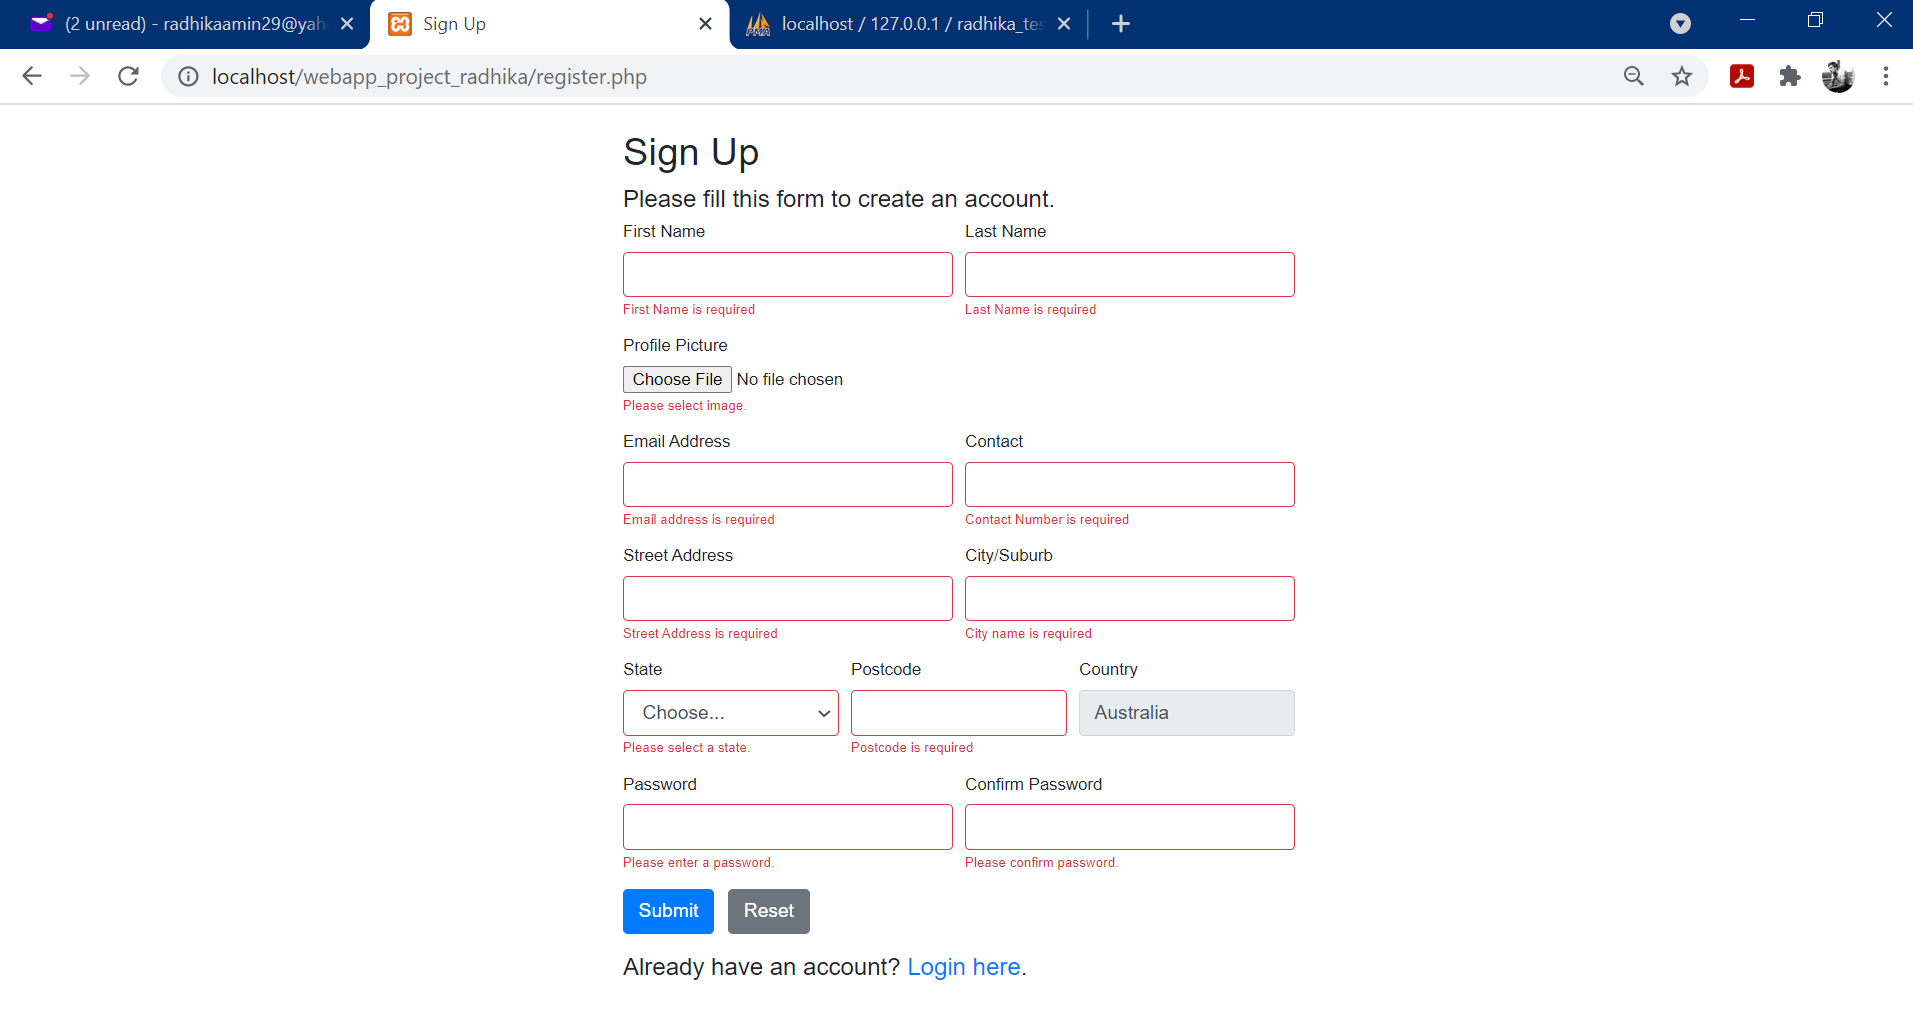 (2 unread) - radhikaamin29@yah
Sign Up
localhost / 127.0.0.1 / radhika_tes
localhost/webapp_project_radhika/register.php
Sign Up
Please fill this form to create an account.
First Name Last Name
First Name is required Last Name is required
Profile Picture
Choose File No file chosen
Please select image.
Email Address Contact
Email address is required Contact Number is required
Street Address City/Suburb
Street Address is required City name is required
State Postcode Country
Choose... Australia
Please select a state. Postcode is required
Password Confirm Password
Please enter a password. Please confirm password.
Submit Reset
Already have an account? Login here.